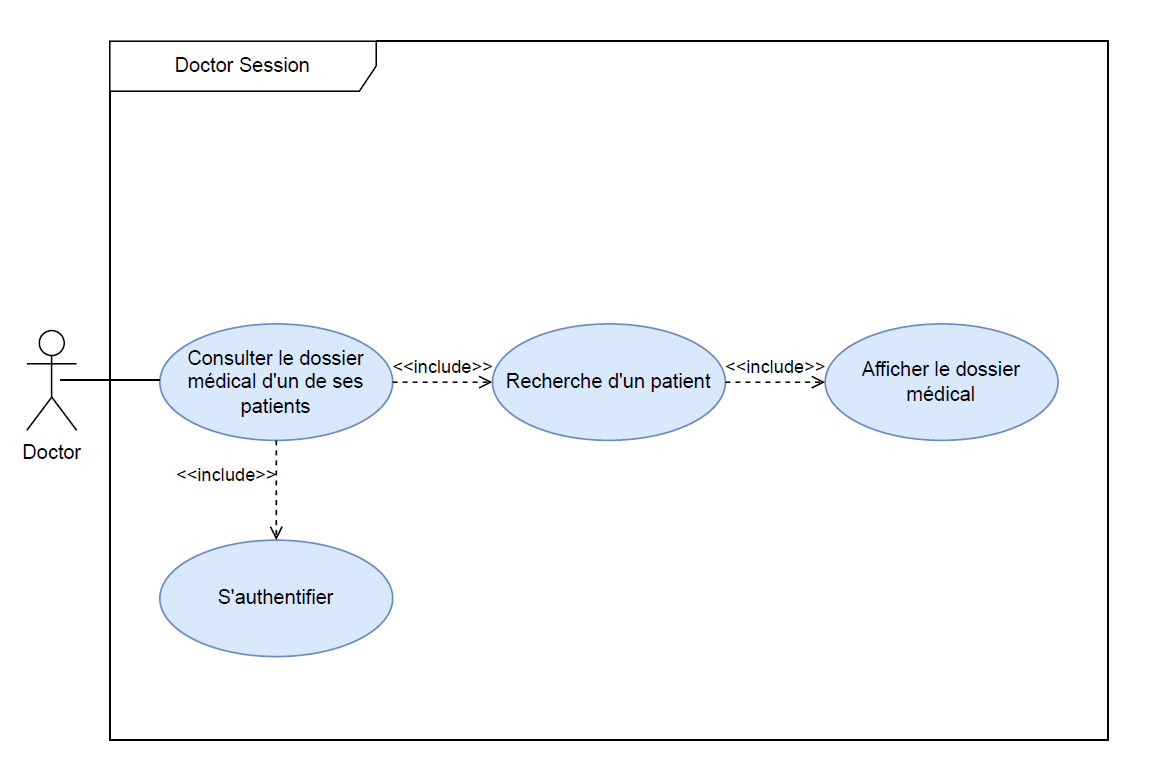 Doctor Session
Consulter le dossier
médical d'un de ses
patients
<<include>>
Recherche d'un patient
<<include>>
Afficher le dossier
médical
Doctor
<<include>>
S'authentifier